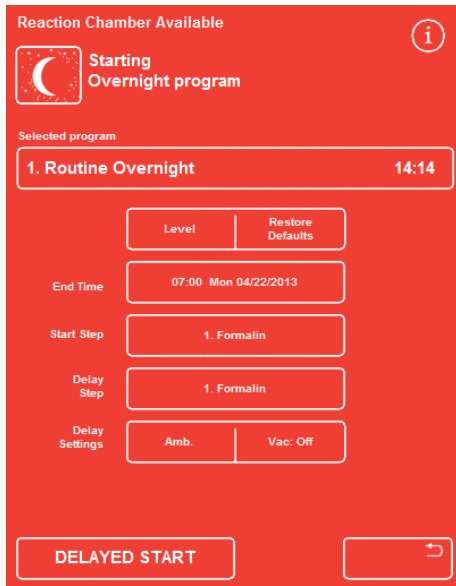 Reaction Chamber Available
i
Starting
Overnight program
Selected program
1. Routine Overnight 14:14
Level Restore
Defaults
End Time 07:00 Mon 04/22/2013
Start Step 1. Formalin
Delay
Step 1. Formalin
Delay
Settings Amb. Vac: Off
DELAYED START